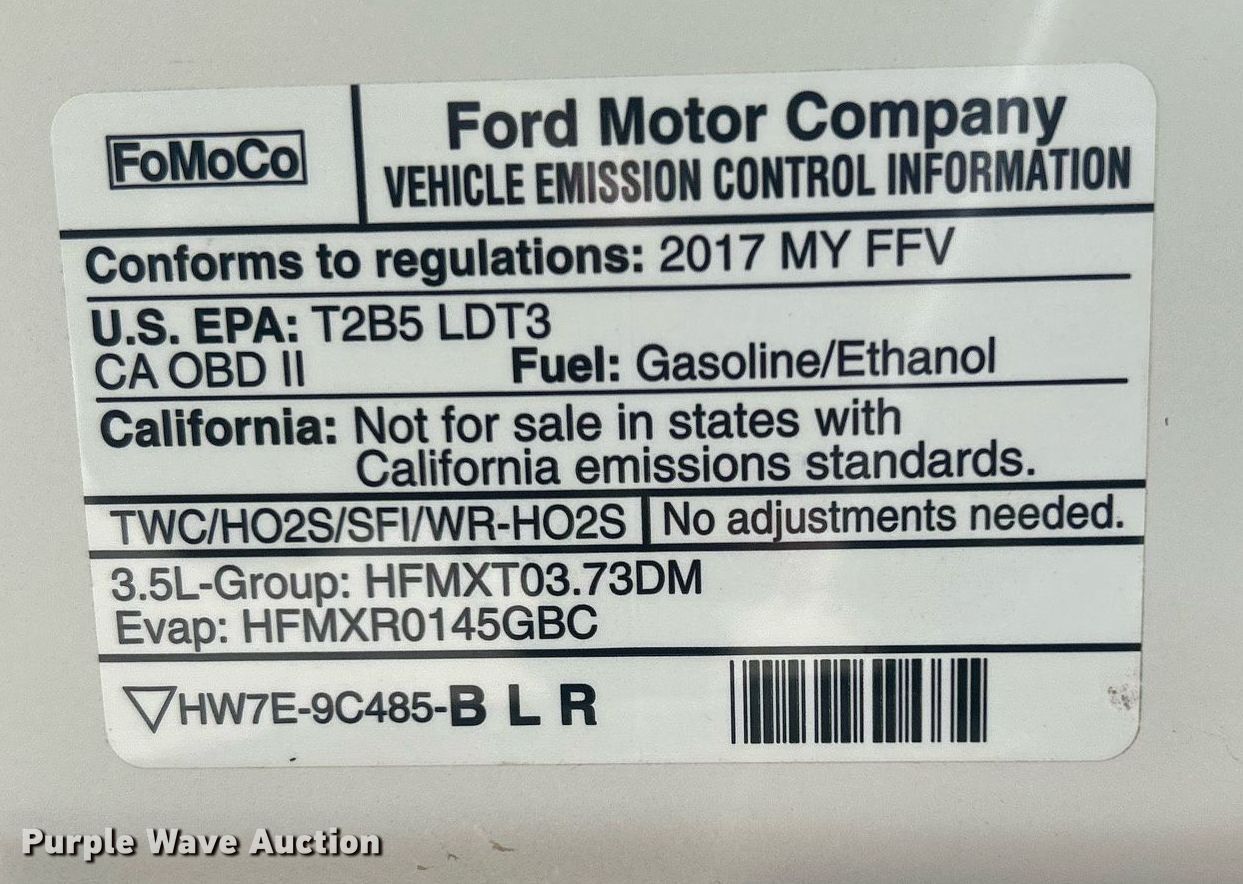 FoMoCo
Ford Motor Company
VEHICLE EMISSION CONTROL INFORMATION
Conforms to regulations: 2017 MY FFV
U.S. EPA: T2B5 LDT3
CA OBD II Fuel: Gasoline/Ethanol
California: Not for sale in states with
California emissions standards.
TWC/HO2S/SFI/WR-HO2S No adjustments needed.
3.5L-Group: HFMXT03.73DM
Evap: HFMXR0145GBC
HW7E-9C485-B L R
Purple Wave Auction